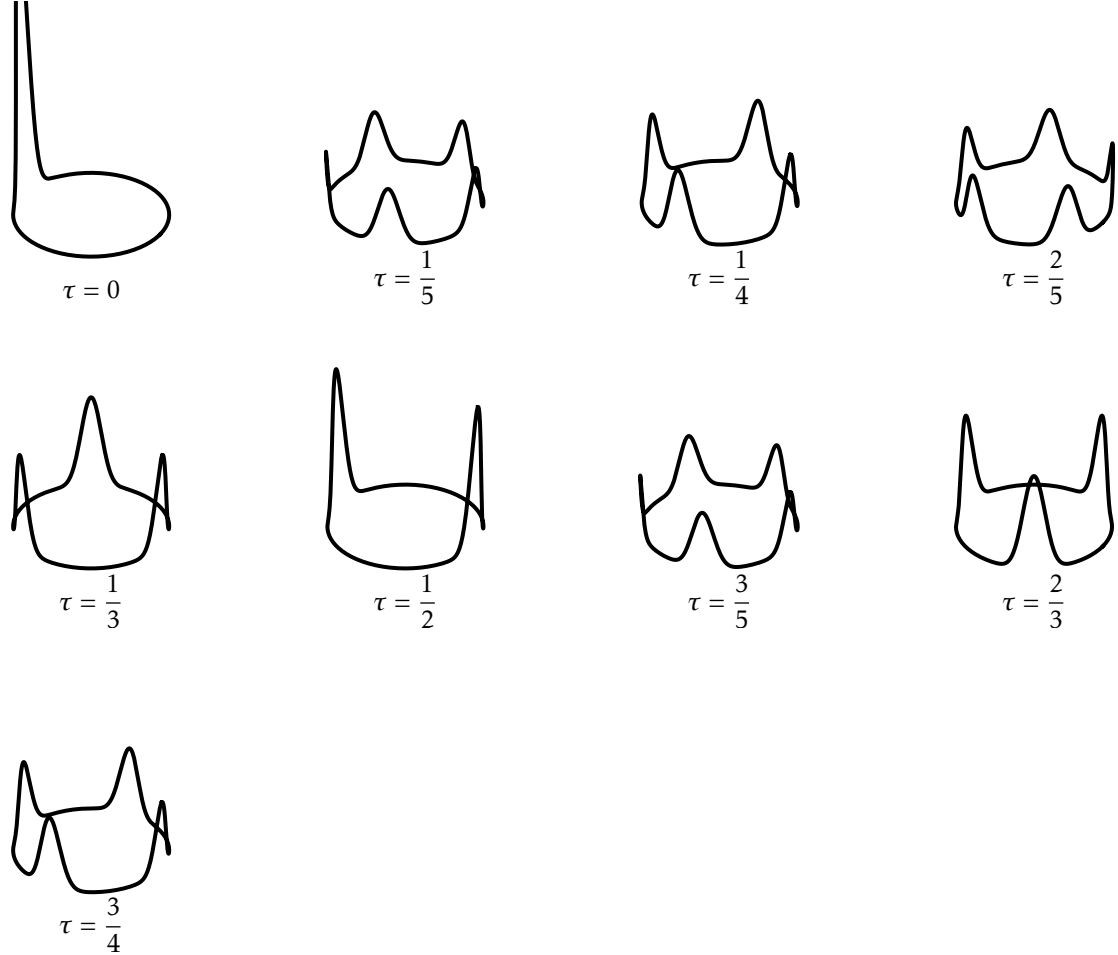 τ = 0
τ = 1/5
τ = 1/4
τ = 2/5
τ = 1/3
τ = 1/2
τ = 3/5
τ = 2/3
τ = 3/4